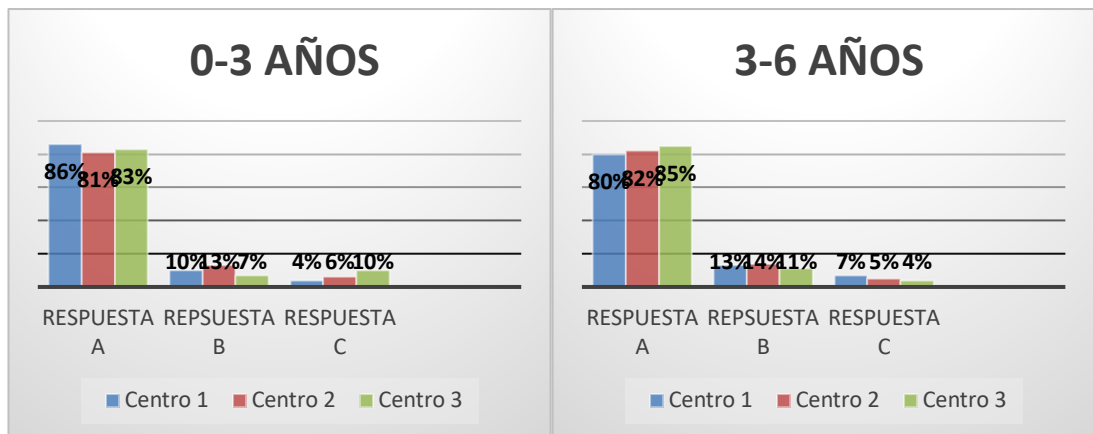 0-3 AÑOS
86% 81% 83%
10% 13% 7%
4% 6% 10%
RESPUESTA A
REPSUESTA B
RESPUESTA C
Centro 1 Centro 2 Centro 3
3-6 AÑOS
80% 82% 85%
13% 14% 11%
7% 5% 4%
RESPUESTA A
REPSUESTA B
RESPUESTA C
Centro 1 Centro 2 Centro 3